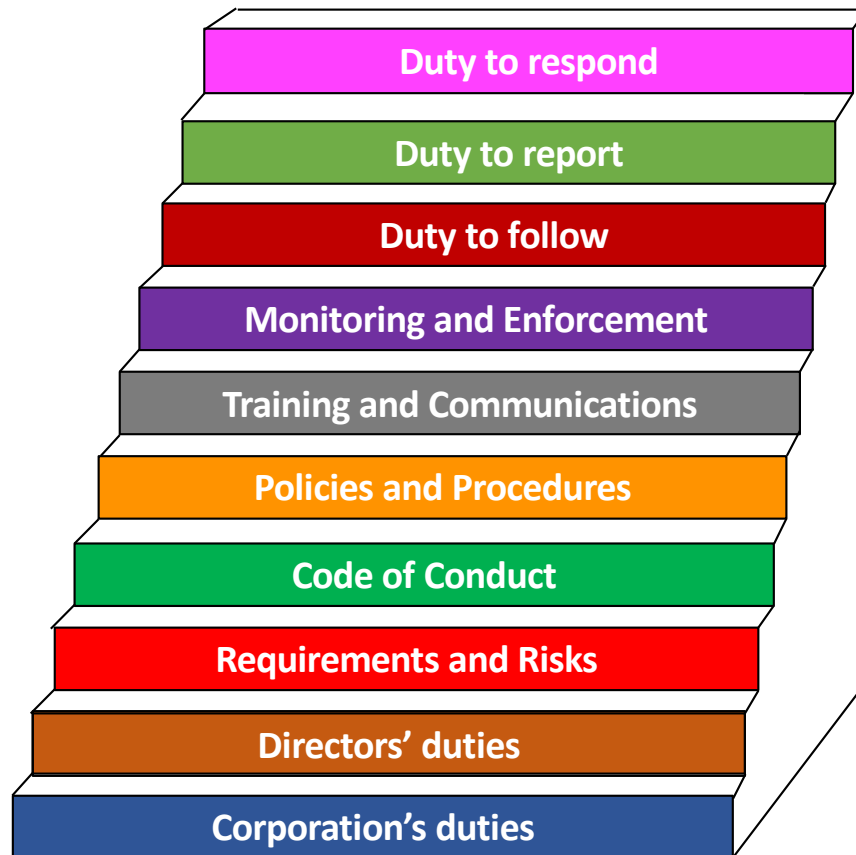 Duty to respond
Duty to report
Duty to follow
Monitoring and Enforcement
Training and Communications
Policies and Procedures
Code of Conduct
Requirements and Risks
Directors’ duties
Corporation’s duties